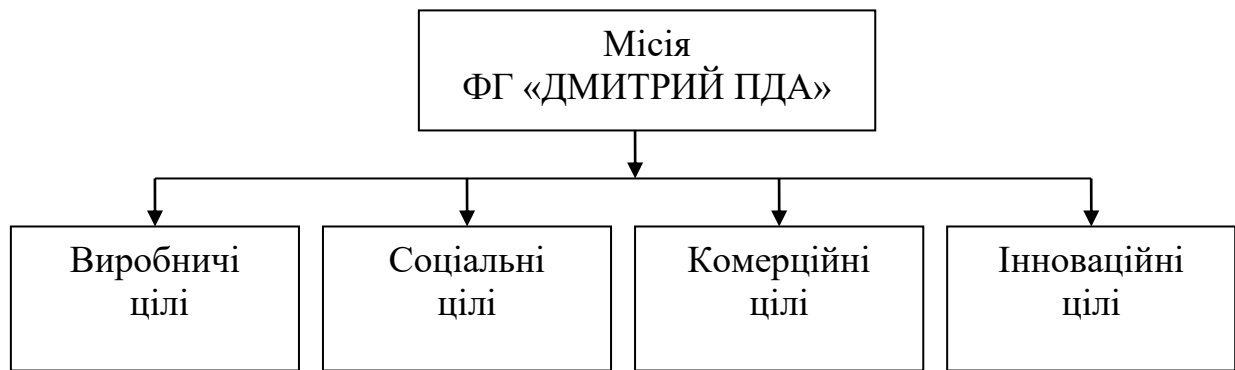 Місія
ФГ «ДМИТРИЙ ПДА»
Виробничі
цілі
Соціальні
цілі
Комерційні
цілі
Інноваційні
цілі